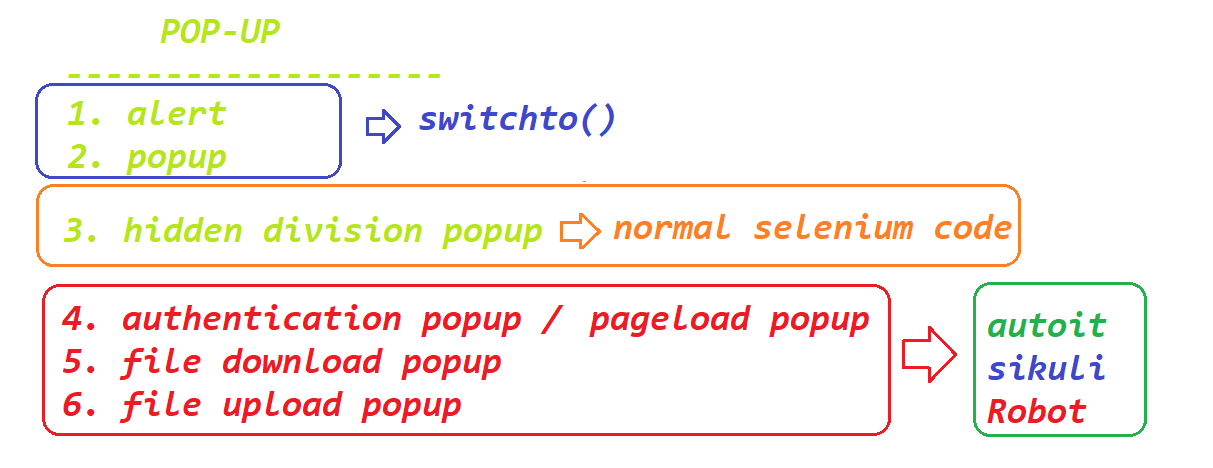 POP-UP
-------------------
1. alert
2. popup
switchto()
3. hidden division popup
normal selenium code
4. authentication popup / pageload popup
5. file download popup
6. file upload popup
autoit
sikuli
Robot